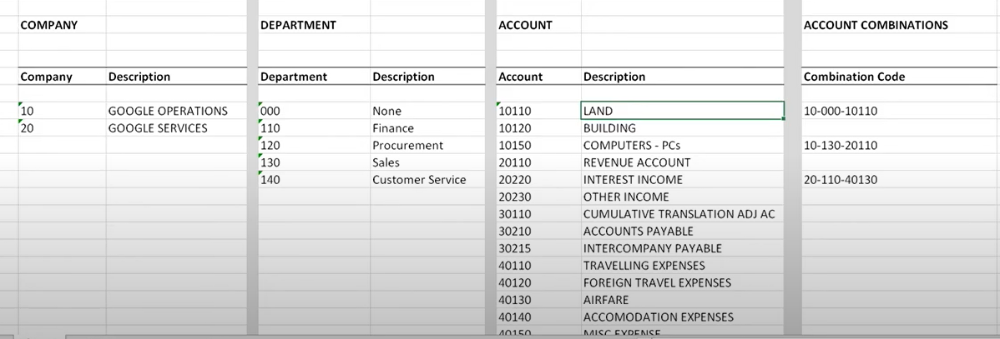 COMPANY DEPARTMENT ACCOUNT ACCOUNT COMBINATIONS
Company Description Department Description Account Description Combination Code
10 GOOGLE OPERATIONS 000 None 10110 LAND 10-000-10110
20 GOOGLE SERVICES 110 Finance 10120 BUILDING
120 Procurement 10150 COMPUTERS - PCs 10-130-20110
130 Sales 20110 REVENUE ACCOUNT
140 Customer Service 20220 INTEREST INCOME 20-110-40130
20230 OTHER INCOME
30110 CUMULATIVE TRANSLATION ADJ AC
30210 ACCOUNTS PAYABLE
30215 INTERCOMPANY PAYABLE
40110 TRAVELLING EXPENSES
40120 FOREIGN TRAVEL EXPENSES
40130 AIRFARE
40140 ACCOMODATION EXPENSES
40150 MISC EXPENSE